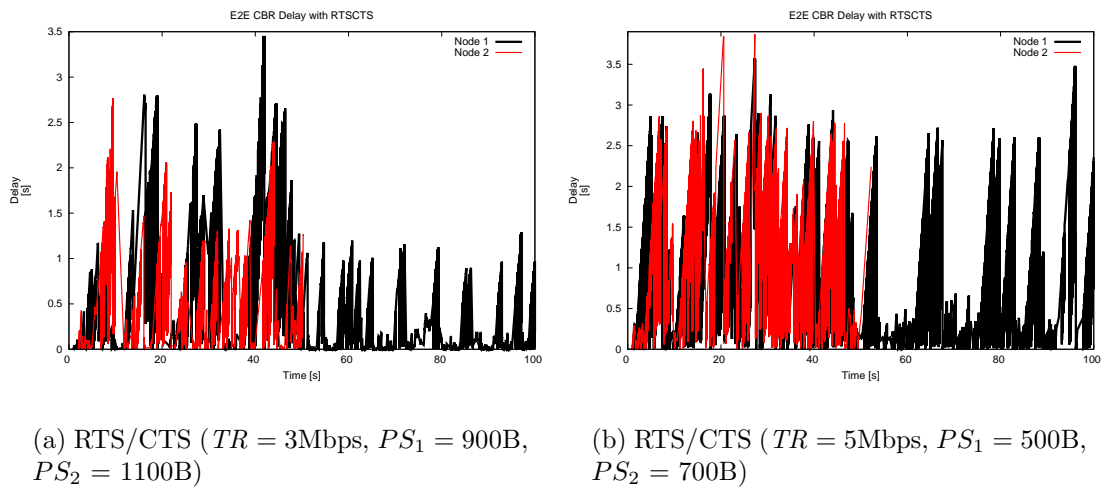 E2E CBR Delay with RTSCTS
3.5
3
2.5
2
1.5
1
0.5
0
0 20 40 60 80 100
Delay
[s]
Time [s]
Node 1
Node 2
E2E CBR Delay with RTSCTS
3.5
3
2.5
2
1.5
1
0.5
0
0 20 40 60 80 100
Delay
[s]
Time [s]
Node 1
Node 2
(a) RTS/CTS (TR = 3Mbps, PS1 = 900B,
PS2 = 1100B)
(b) RTS/CTS (TR = 5Mbps, PS1 = 500B,
PS2 = 700B)